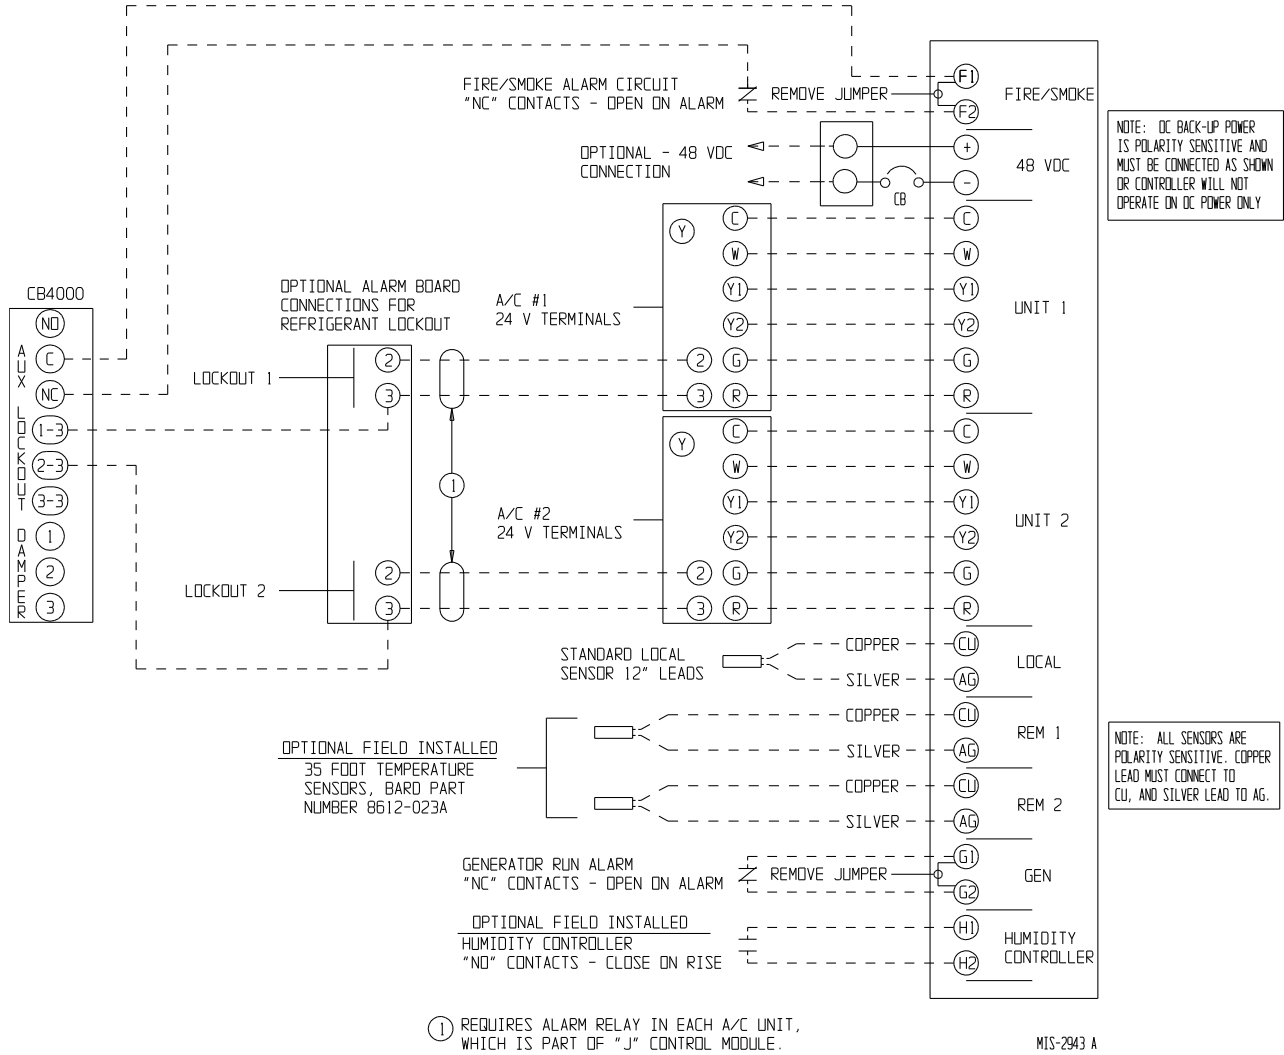 FIRE/SMOKE ALARM CIRCUIT
"NC" CONTACTS - OPEN ON ALARM
REMOVE JUMPER
F1
F2
FIRE/SMOKE
OPTIONAL - 48 VDC
CONNECTION
CB
+
-
48 VDC
NOTE: DC BACK-UP POWER
IS POLARITY SENSITIVE AND
MUST BE CONNECTED AS SHOWN
OR CONTROLLER WILL NOT
OPERATE ON DC POWER ONLY
CB4000
NO
C
NC
1-3
2-3
3-3
1
2
3
AUX
LOCKOUT
DAMPER
OPTIONAL ALARM BOARD
CONNECTIONS FOR
REFRIGERANT LOCKOUT
LOCKOUT 1
2
3
LOCKOUT 2
2
3
1
A/C #1
24 V TERMINALS
Y
C
W
Y1
Y2
2 G
3 R
C
W
Y1
Y2
G
R
UNIT 1
A/C #2
24 V TERMINALS
Y
C
W
Y1
Y2
2 G
3 R
C
W
Y1
Y2
G
R
UNIT 2
STANDARD LOCAL
SENSOR 12" LEADS
COPPER
SILVER
CU
AG
LOCAL
OPTIONAL FIELD INSTALLED
35 FOOT TEMPERATURE
SENSORS, BARD PART
NUMBER 8612-023A
COPPER
SILVER
CU
AG
REM 1
COPPER
SILVER
CU
AG
REM 2
NOTE: ALL SENSORS ARE
POLARITY SENSITIVE. COPPER
LEAD MUST CONNECT TO
CU, AND SILVER LEAD TO AG.
GENERATOR RUN ALARM
"NC" CONTACTS - OPEN ON ALARM
REMOVE JUMPER
G1
G2
GEN
OPTIONAL FIELD INSTALLED
HUMIDITY CONTROLLER
"NO" CONTACTS - CLOSE ON RISE
H1
H2
HUMIDITY
CONTROLLER
1 REQUIRES ALARM RELAY IN EACH A/C UNIT,
WHICH IS PART OF "J" CONTROL MODULE.
MIS-2943 A